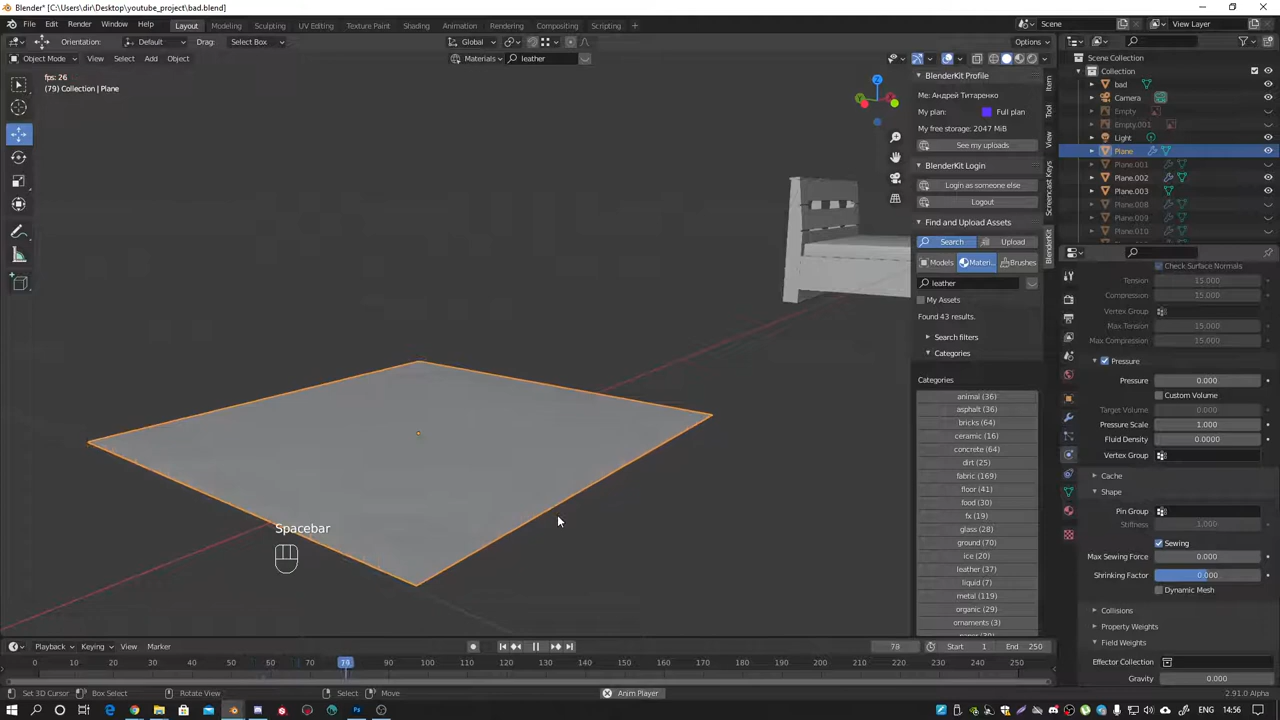 Blender* [C:\Users\dir\Desktop\youtube_project\bad.blend]
File Edit Render Window Help Layout Modeling Sculpting UV Editing Texture Paint Shading Animation Rendering Compositing Scripting Scene View Layer
Orientation: Default Drag: Select Box Global Options
Object Mode View Select Add Object Materials leather
fps: 26
(79) Collection | Plane
BlenderKit Profile
Me: Андрей Титаренко
My plan: Full plan
My free storage: 2047 MiB
See my uploads
BlenderKit Login
Login as someone else
Logout
Find and Upload Assets
Search Upload
Models Materi... Brushes
leather
My Assets
Found 43 results.
Search filters
Categories
Categories
animal (36)
asphalt (36)
bricks (64)
ceramic (16)
concrete (64)
dirt (25)
fabric (169)
floor (41)
food (30)
fx (19)
glass (28)
ground (70)
ice (20)
leather (37)
liquid (7)
metal (119)
organic (29)
ornaments (3)
Item
Tool
View
Screencast Keys
BlenderKit
Scene Collection
Collection
bad
Camera
Empty
Empty.001
Light
Plane
Plane.001
Plane.002
Plane.003
Plane.008
Plane.009
Plane.010
Check Surface Normals
Tension 15.000
Compression 15.000
Vertex Group
Max Tension 15.000
Max Compression 15.000
Pressure
Pressure 0.000
Custom Volume
Target Volume 0.000
Pressure Scale 1.000
Fluid Density 0.0000
Vertex Group
Cache
Shape
Pin Group
Stiffness 1.000
Sewing
Max Sewing Force 0.000
Shrinking Factor 0.000
Dynamic Mesh
Collisions
Property Weights
Field Weights
Effector Collection
Gravity 0.000
Spacebar
Playback Keying View Marker 78 Start 1 End 250
0 10 20 30 40 50 60 70 78 90 100 110 120 130 140 150 160 170 180 190 200 210 220 230 240 250
Set 3D Cursor Box Select Rotate View Select Move Anim Player 2.91.0 Alpha
ENG 14:56